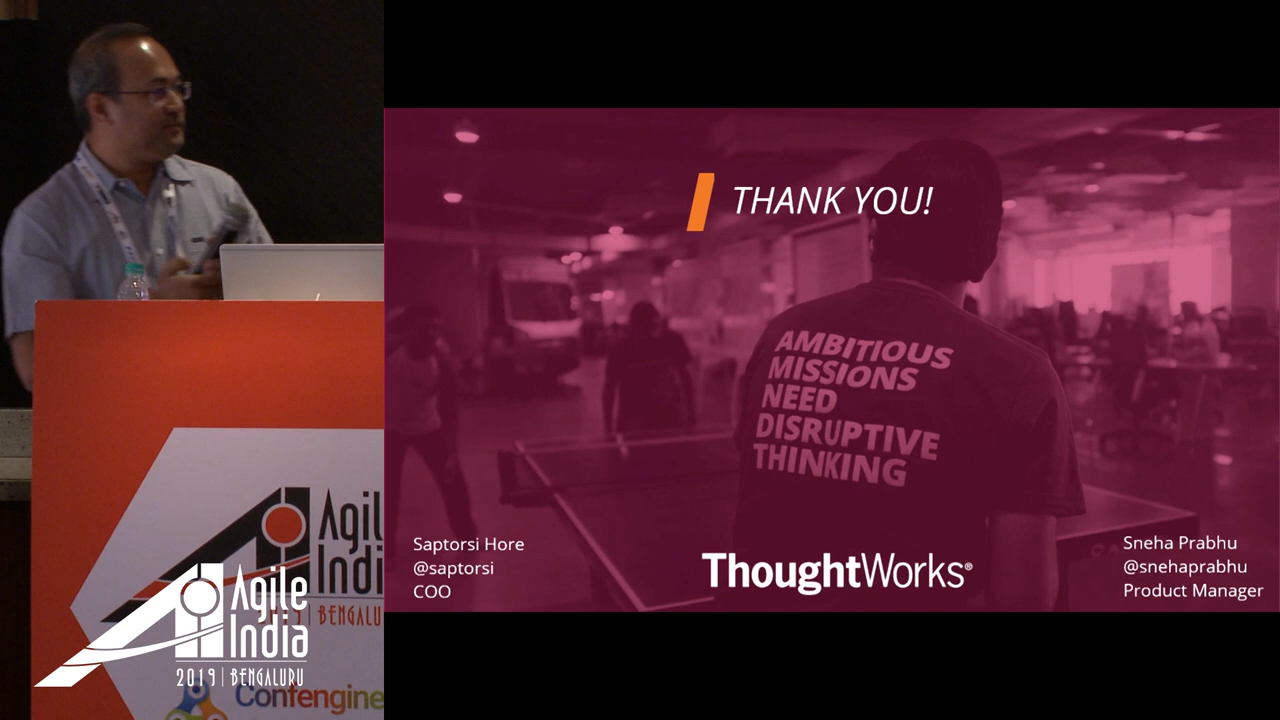 THANK YOU!
AMBITIOUS
MISSIONS
NEED
DISRUPTIVE
THINKING
Saptorsi Hore
@saptorsi
COO
ThoughtWorks®
Sneha Prabhu
@snehaprabhu
Product Manager
Agile
India
2019 | BENGALURU
Confengine